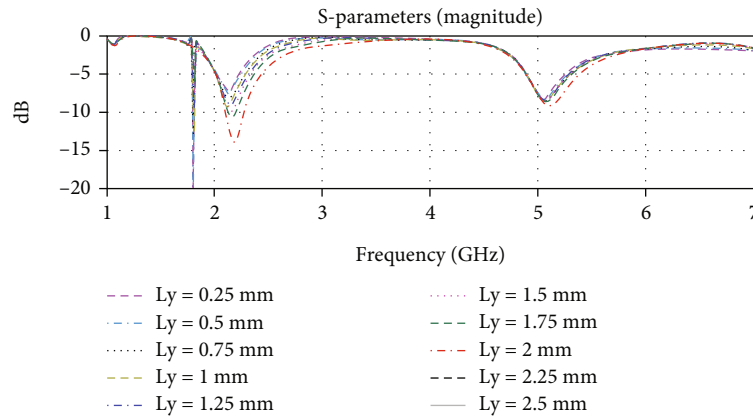 S-parameters (magnitude)
0
−5
−10
−15
−20
dB
1
2
3
4
5
6
7
Frequency (GHz)
Ly = 0.25 mm
Ly = 0.5 mm
Ly = 0.75 mm
Ly = 1 mm
Ly = 1.25 mm
Ly = 1.5 mm
Ly = 1.75 mm
Ly = 2 mm
Ly = 2.25 mm
Ly = 2.5 mm